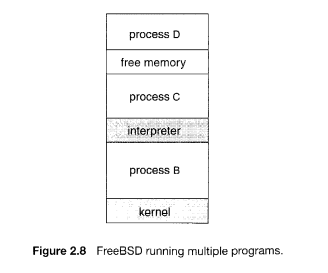 process D
free memory
process C
interpreter
process B
kernel
Figure 2.8 FreeBSD running multiple programs.